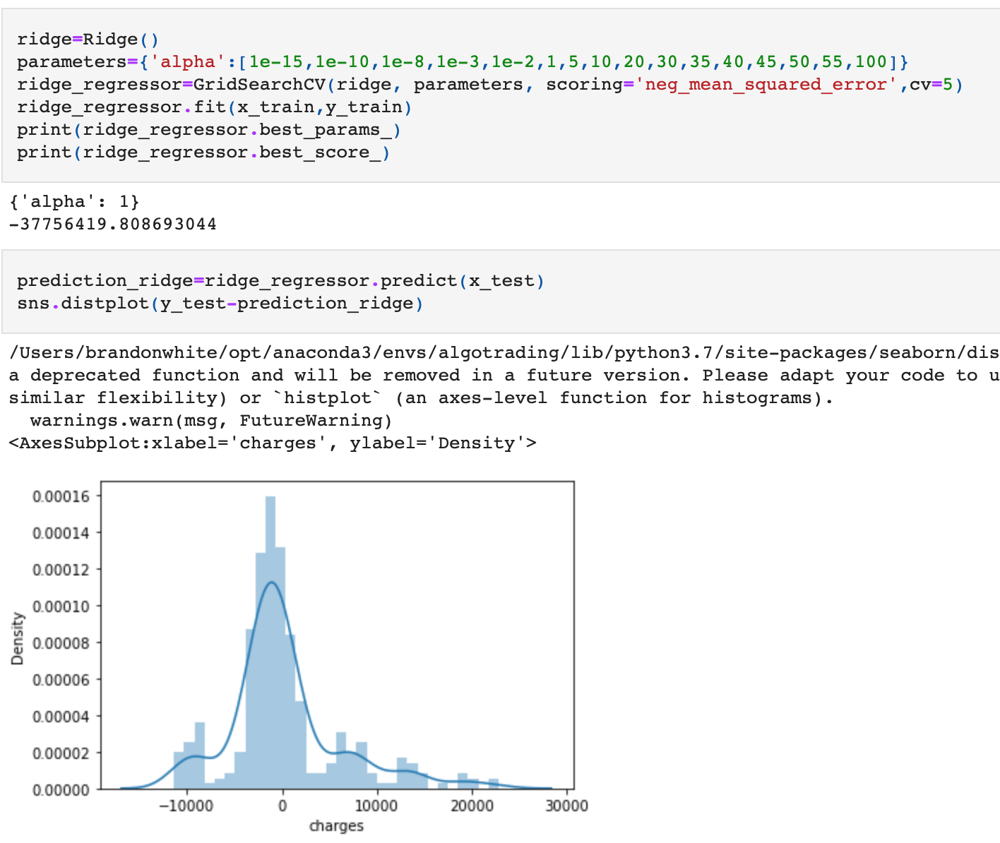 ridge=Ridge()
parameters={'alpha':[1e-15,1e-10,1e-8,1e-3,1e-2,1,5,10,20,30,35,40,45,50,55,100]}
ridge_regressor=GridSearchCV(ridge, parameters, scoring='neg_mean_squared_error',cv=5)
ridge_regressor.fit(x_train,y_train)
print(ridge_regressor.best_params_)
print(ridge_regressor.best_score_)
{'alpha': 1}
-37756419.808693044
prediction_ridge=ridge_regressor.predict(x_test)
sns.distplot(y_test-prediction_ridge)
/Users/brandonwhite/opt/anaconda3/envs/algotrading/lib/python3.7/site-packages/seaborn/dis
a deprecated function and will be removed in a future version. Please adapt your code to u
similar flexibility) or `histplot` (an axes-level function for histograms).
  warnings.warn(msg, FutureWarning)
<AxesSubplot:xlabel='charges', ylabel='Density'>
0.00016
0.00014
0.00012
0.00010
0.00008
0.00006
0.00004
0.00002
0.00000
Density
−10000 0 10000 20000 30000
charges